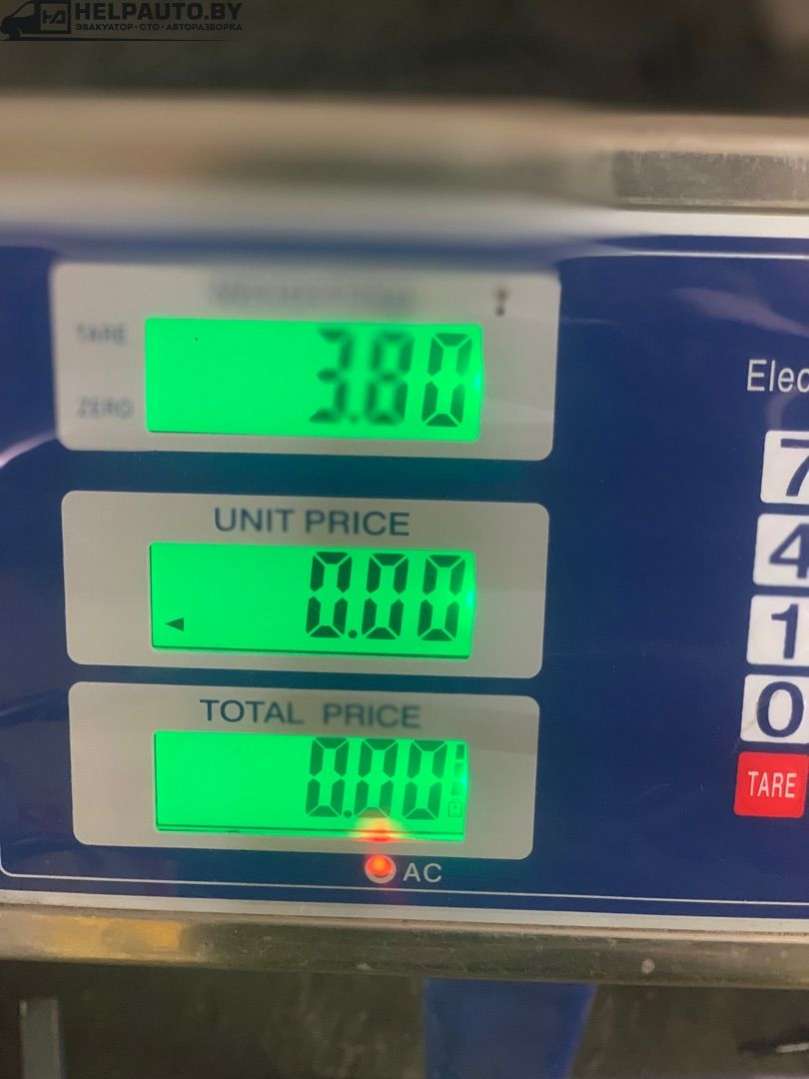 HELPAUTO.BY
ЭВАКУАТОР·СТО·АВТОРАЗБОРКА
TARE
3.80
ZERO
Elec
7
UNIT PRICE
4
0.00
1
TOTAL PRICE
0
0.00
TARE
AC